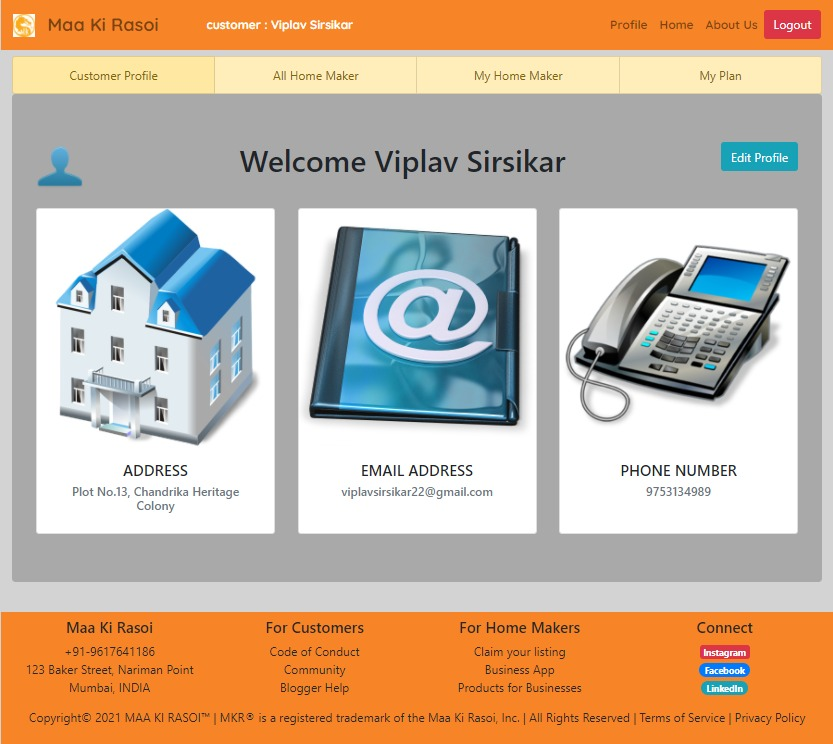 Maa Ki Rasoi customer : Viplav Sirsikar Profile Home About Us Logout
Customer Profile All Home Maker My Home Maker My Plan
Welcome Viplav Sirsikar Edit Profile
@
ADDRESS
Plot No.13, Chandrika Heritage
Colony
EMAIL ADDRESS
viplavsirsikar22@gmail.com
PHONE NUMBER
9753134989
Maa Ki Rasoi
+91-9617641186
123 Baker Street, Nariman Point
Mumbai, INDIA
For Customers
Code of Conduct
Community
Blogger Help
For Home Makers
Claim your listing
Business App
Products for Businesses
Connect
Instagram
Facebook
LinkedIn
Copyright© 2021 MAA KI RASOI™ | MKR® is a registered trademark of the Maa Ki Rasoi, Inc. | All Rights Reserved | Terms of Service | Privacy Policy